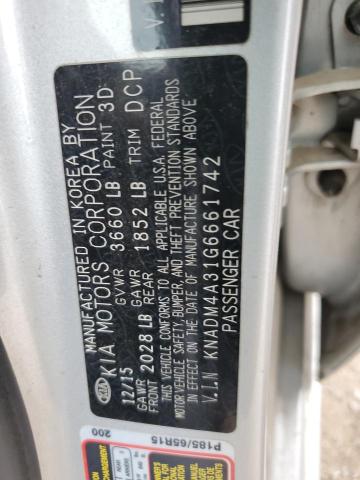 MANUFACTURED IN KOREA BY
KIA MOTORS CORPORATION
KIA
12/15 GVWR 3660 LB PAINT 3D
GAWR FRONT 2028 LB GAWR REAR 1852 LB TRIM DCP
THIS VEHICLE CONFORMS TO ALL APPLICABLE U.S.A. FEDERAL
MOTOR VEHICLE SAFETY, BUMPER, AND THEFT PREVENTION STANDARDS
IN EFFECT ON THE DATE OF MANUFACTURE SHOWN ABOVE
V.I.N KNADM4A31G6661742
PASSENGER CAR
P185/65R15
200